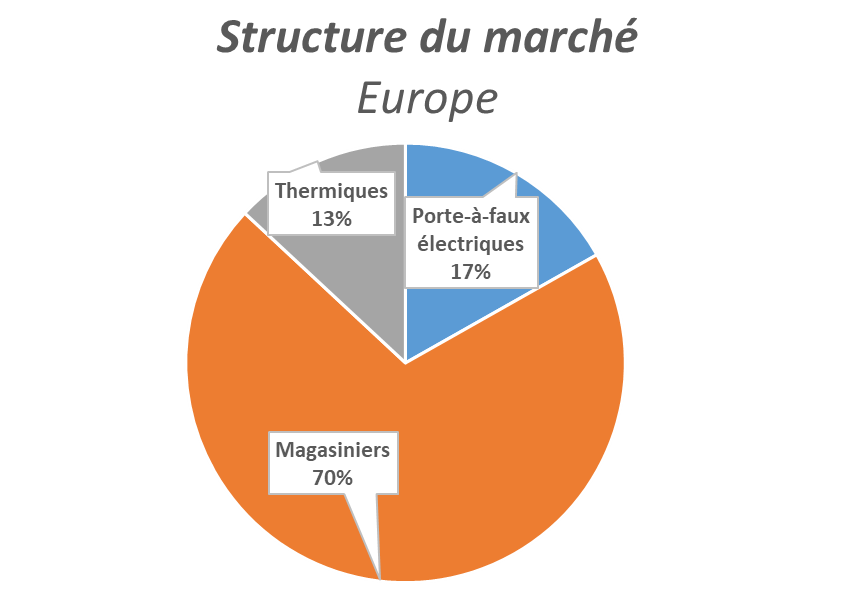 Structure du marché
Europe
Thermiques
13%
Porte-à-faux
électriques
17%
Magasiniers
70%